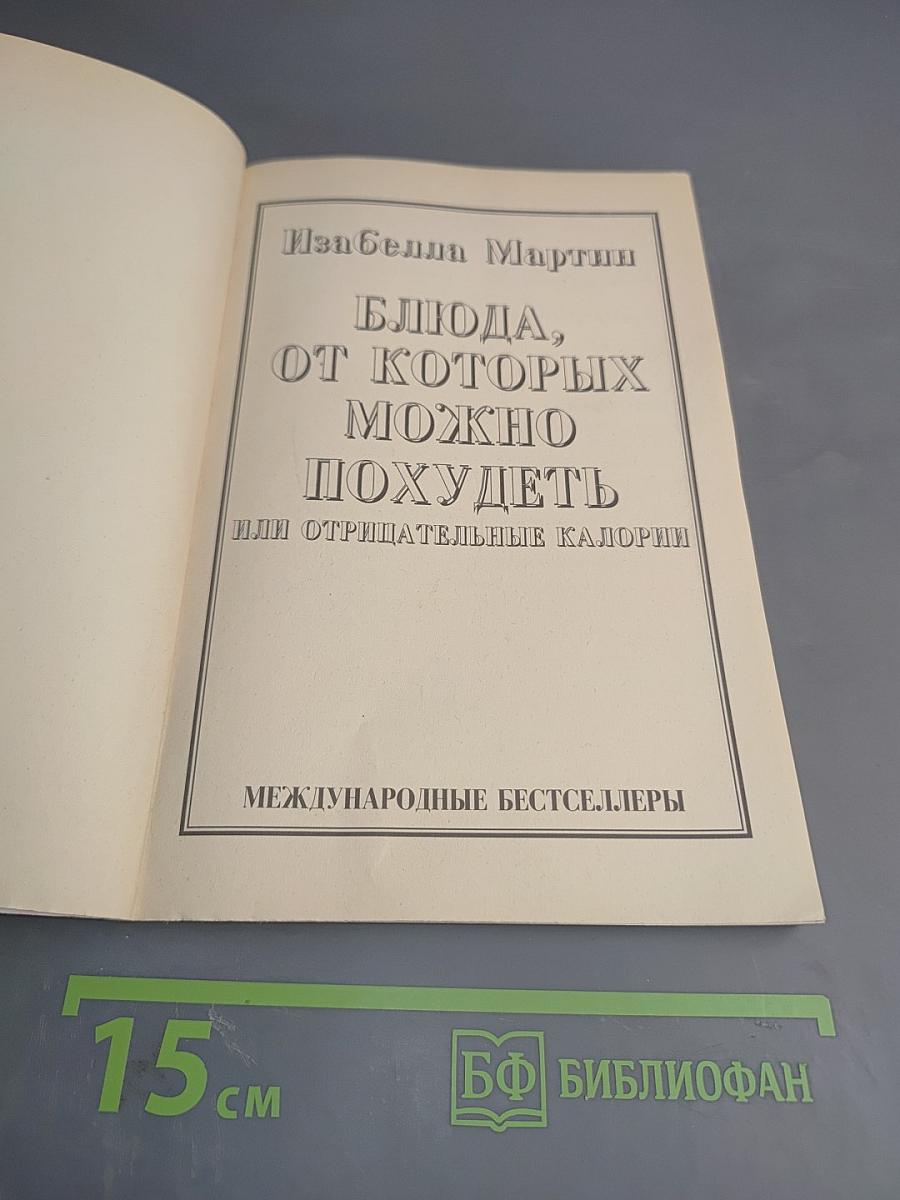 Изабелла Мартин
БЛЮДА,
ОТ КОТОРЫХ
МОЖНО
ПОХУДЕТЬ
ИЛИ ОТРИЦАТЕЛЬНЫЕ КАЛОРИИ
МЕЖДУНАРОДНЫЕ БЕСТСЕЛЛЕРЫ
15 см
БФ БИБЛИОФАН